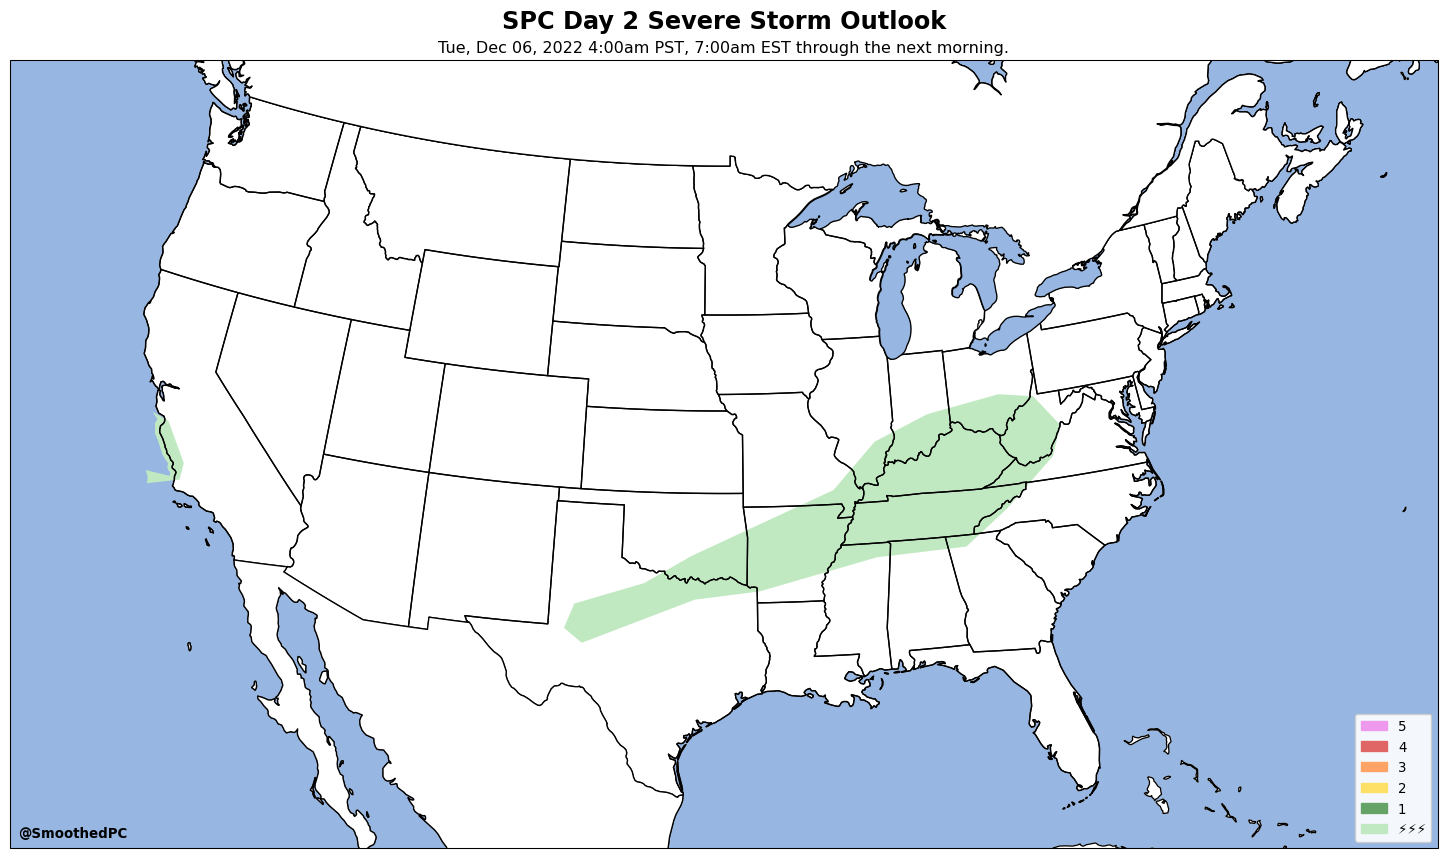 SPC Day 2 Severe Storm Outlook
Tue, Dec 06, 2022 4:00am PST, 7:00am EST through the next morning.
5
4
3
2
1
⚡⚡⚡
@SmoothedPC